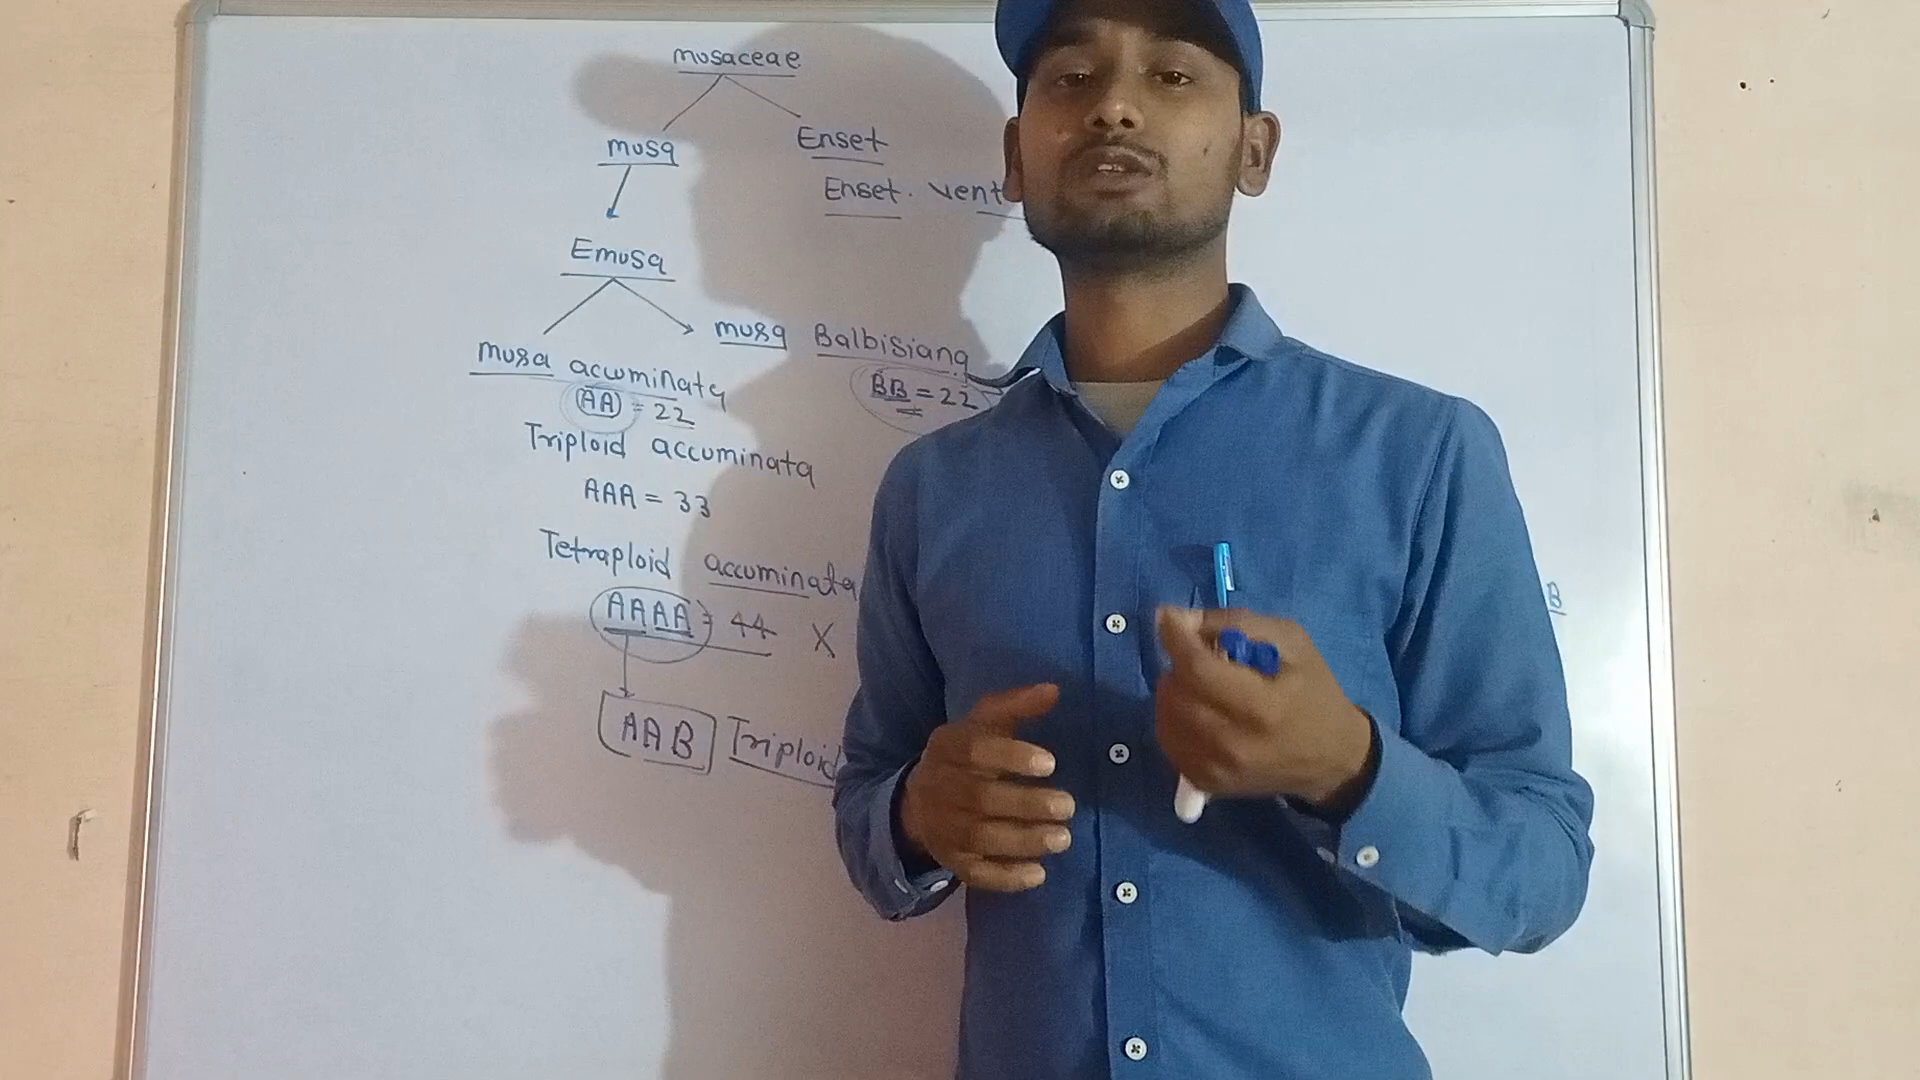 musaceae
musa Enset
Enset. vent
Emusa
musa Balbisiana
musa accuminata
BB = 22
AA = 22
Triploid accuminata
AAA = 33
Tetraploid accuminata
AAAA = 44 X
B
AAB Triploid